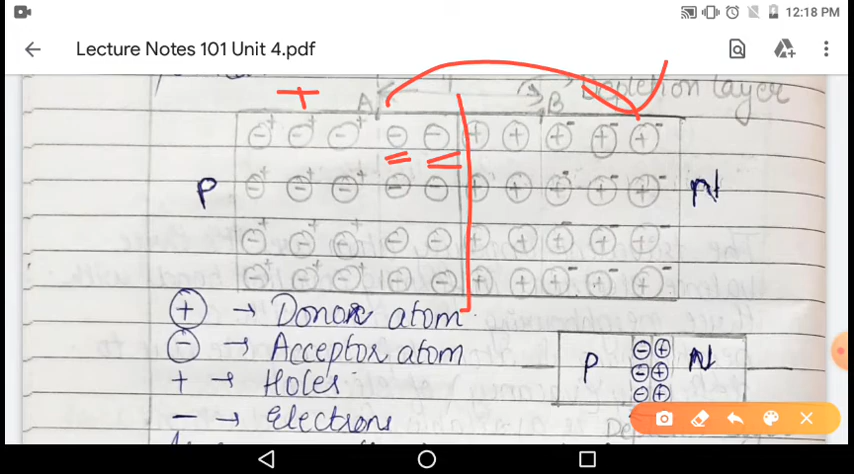 12:18 PM
Lecture Notes 101 Unit 4.pdf
A B Depletion layer
P N
⊕ → Donor atom
⊖ → Acceptor atom
+ → Holes
− → Electrons
P N